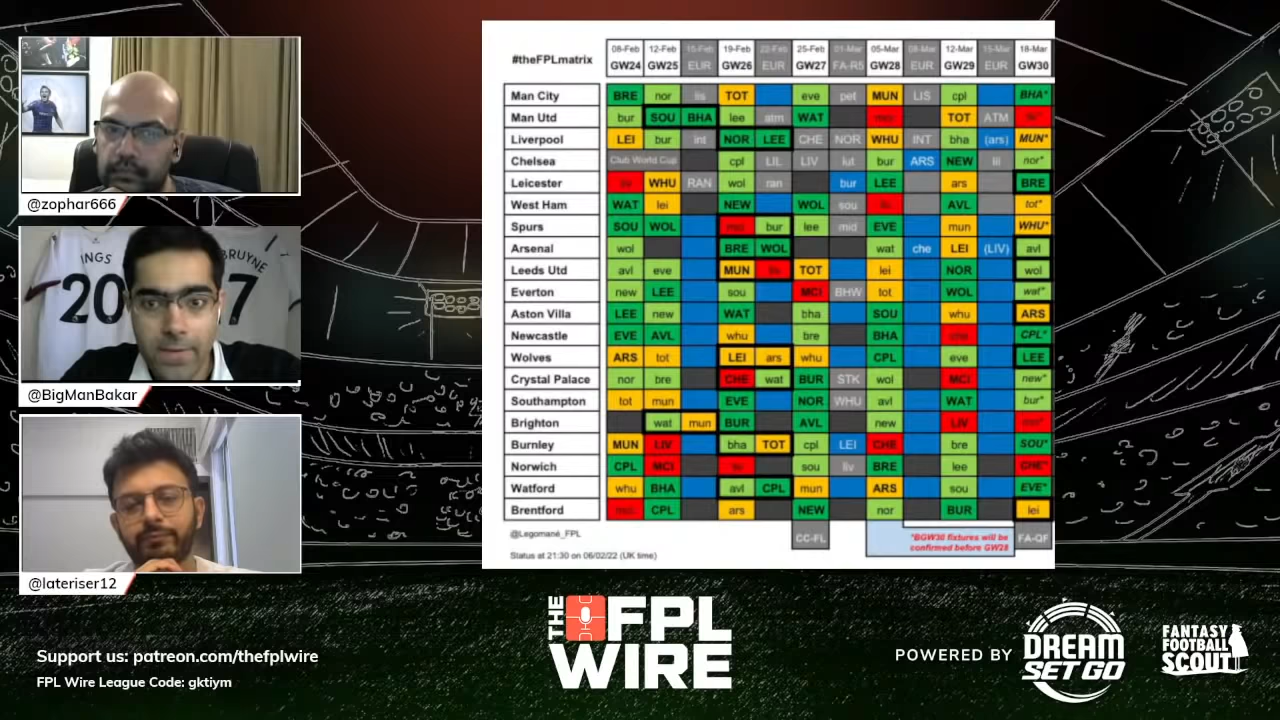 @zophar666
INGS
20
BRUYNE
7
@BigManBakar
@lateriser12
Support us: patreon.com/thefplwire
FPL Wire League Code: gktiym
#theFPLmatrix 08-Feb 12-Feb 15-Feb 19-Feb 22-Feb 25-Feb 01-Mar 05-Mar 08-Mar 12-Mar 15-Mar 18-Mar
GW24 GW25 EUR GW26 EUR GW27 FA-R5 GW28 EUR GW29 EUR GW30
Man City BRE nor lis TOT eve pet MUN LIS cpl BHA*
Man Utd bur SOU BHA lee atm WAT TOT ATM
Liverpool LEI bur int NOR LEE CHE NOR WHU INT bha (ars) MUN*
Chelsea Club World Cup cpl LIL LIV lut bur ARS NEW lil nor*
Leicester WHU RAN wol ran bur LEE ars BRE
West Ham WAT lei NEW WOL sou AVL tot*
Spurs SOU WOL bur lee mid EVE mun WHU*
Arsenal wol BRE WOL wat che LEI (LIV) avl
Leeds Utd avl eve MUN TOT lei NOR wol
Everton new LEE sou MCI BHW tot WOL wat*
Aston Villa LEE new WAT bha SOU whu ARS
Newcastle EVE AVL whu bre BHA CPL*
Wolves ARS tot LEI ars whu CPL eve LEE
Crystal Palace nor bre CHE wat BUR STK wol MCI new*
Southampton tot mun EVE NOR WHU avl WAT bur*
Brighton wat mun BUR AVL new LIV
Burnley MUN LIV bha TOT cpl LEI CHE bre SOU*
Norwich CPL MCI sou liv BRE lee CHE*
Watford whu BHA avl CPL mun ARS sou EVE*
Brentford CPL ars NEW nor BUR lei
@Legomané_FPL
CC-FL
*BGW30 fixtures will be
confirmed before GW28
FA-QF
Status at 21:30 on 06/02/22 (UK time)
THE FPL
WIRE
POWERED BY
DREAM
SET GO
FANTASY
FOOTBALL
SCOUT